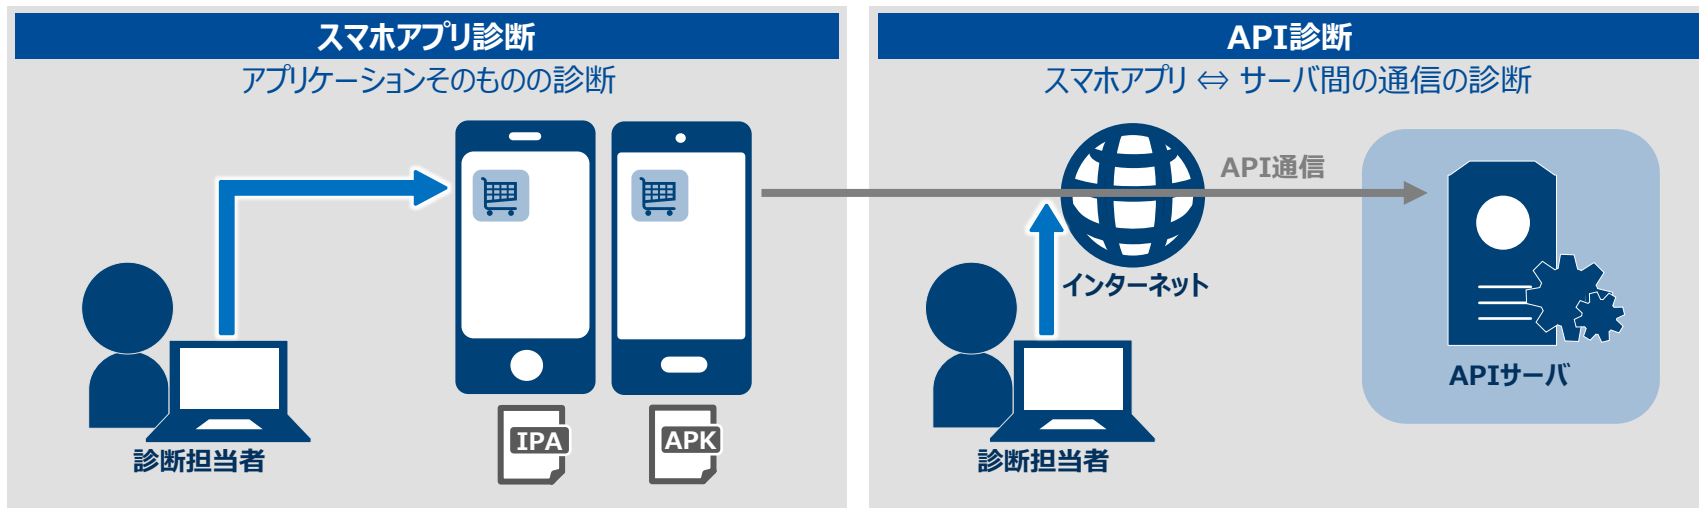 スマホアプリ診断
アプリケーションそのものの診断
IPA
APK
診断担当者
API診断
スマホアプリ ⇔ サーバ間の通信の診断
API通信
インターネット
APIサーバ
診断担当者